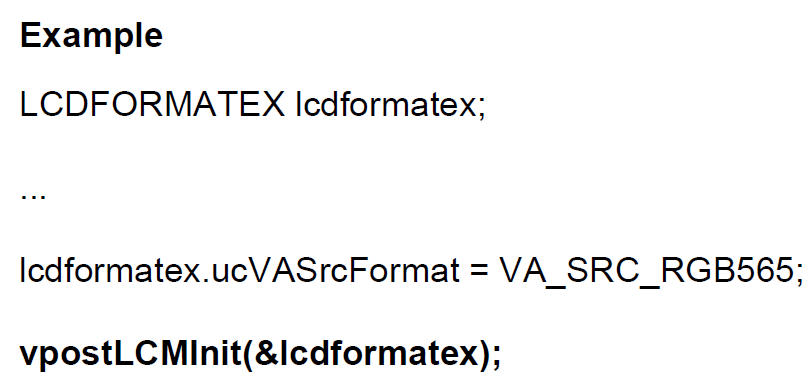 Example
LCDFORMATEX lcdformatex;
...
lcdformatex.ucVASrcFormat = VA_SRC_RGB565;
vpostLCMInit(&lcdformatex);